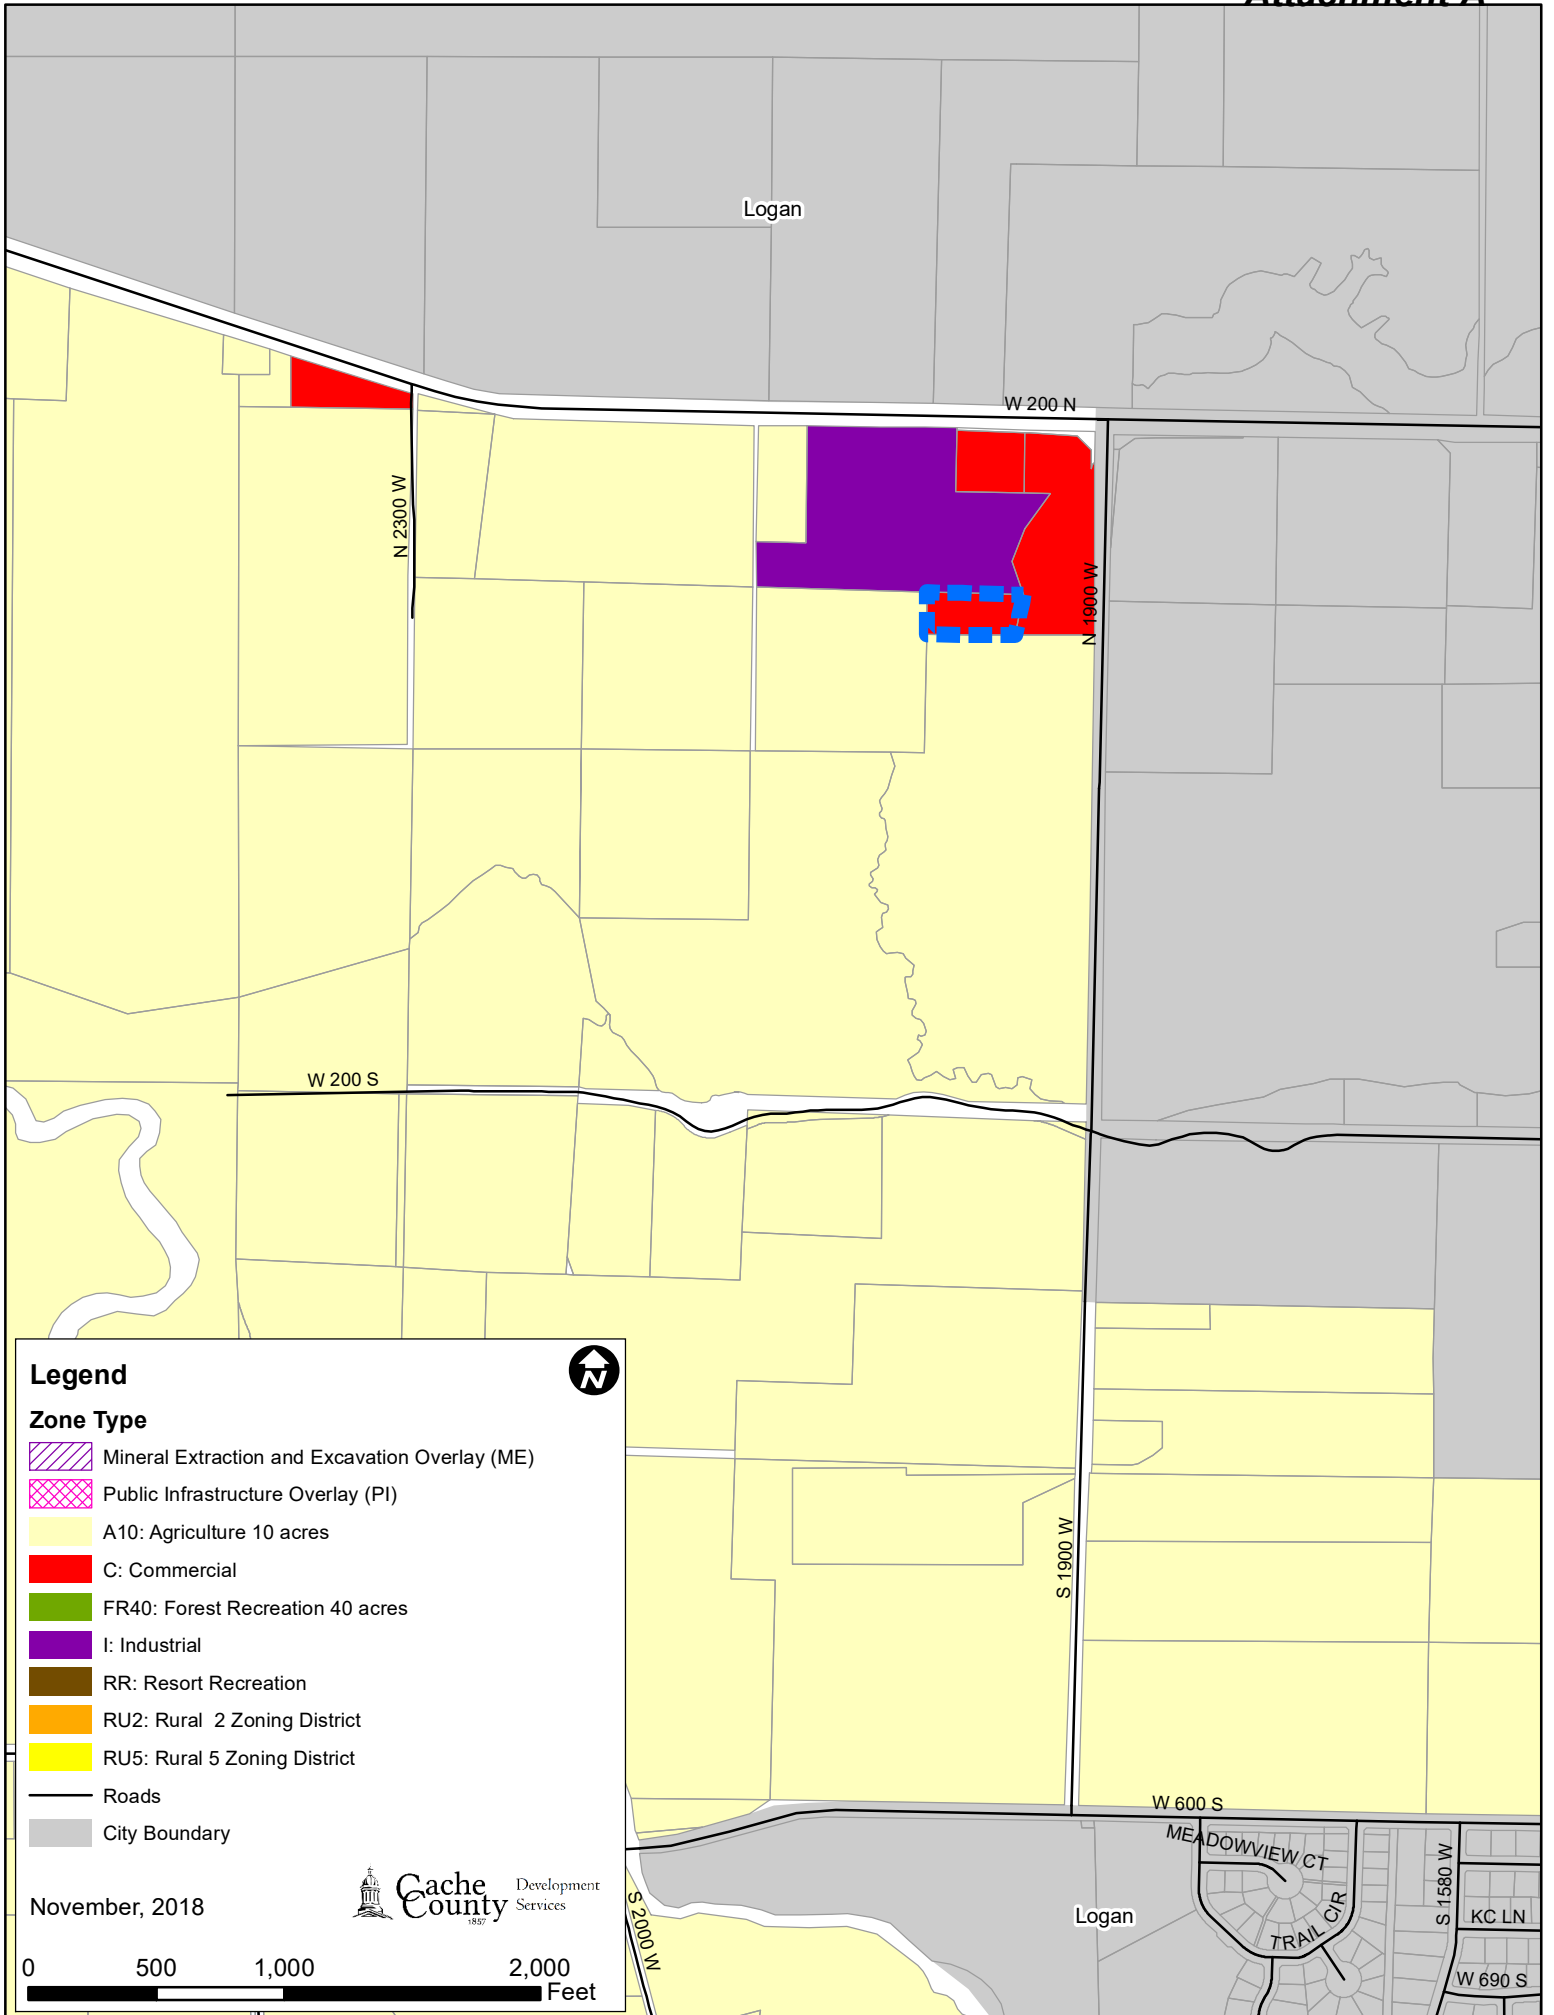 Attachment A
Logan
W 200 N
N 2300 W
N 1900 W
W 200 S
S 1900 W
W 600 S
MEADOWVIEW CT
TRAIL CIR
S 1580 W
KC LN
W 690 S
Logan
S 2000 W
Legend
N
Zone Type
Mineral Extraction and Excavation Overlay (ME)
Public Infrastructure Overlay (PI)
A10: Agriculture 10 acres
C: Commercial
FR40: Forest Recreation 40 acres
I: Industrial
RR: Resort Recreation
RU2: Rural  2 Zoning District
RU5: Rural 5 Zoning District
Roads
City Boundary
November, 2018
Cache
County
1857
Development
Services
0 500 1,000 2,000
Feet